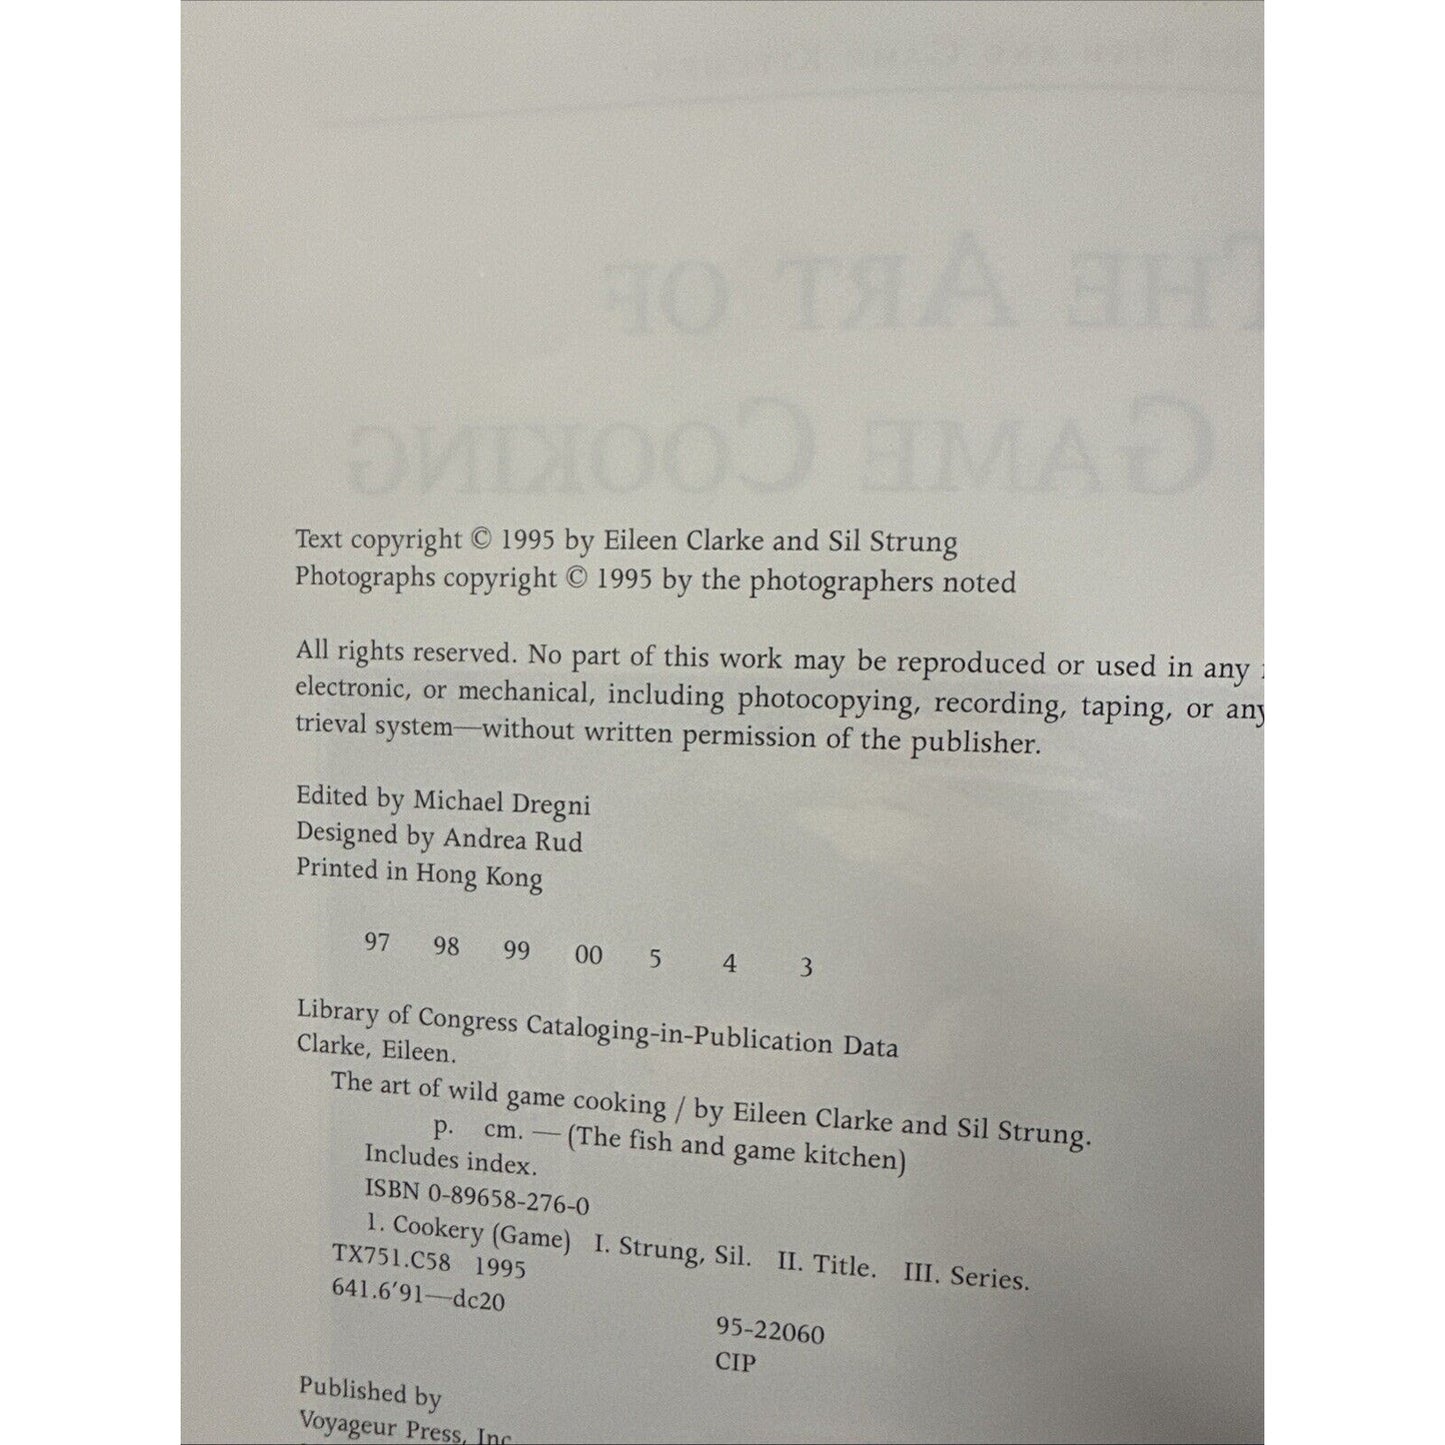 Text copyright © 1995 by Eileen Clarke and Sil Strung
Photographs copyright © 1995 by the photographers noted
All rights reserved. No part of this work may be reproduced or used in any
electronic, or mechanical, including photocopying, recording, taping, or any
trieval system—without written permission of the publisher.
Edited by Michael Dregni
Designed by Andrea Rud
Printed in Hong Kong
97 98 99 00 5 4 3
Library of Congress Cataloging-in-Publication Data
Clarke, Eileen.
The art of wild game cooking / by Eileen Clarke and Sil Strung.
p. cm. — (The fish and game kitchen)
Includes index.
ISBN 0-89658-276-0
1. Cookery (Game) I. Strung, Sil. II. Title. III. Series.
TX751.C58 1995
641.6'91—dc20
95-22060
CIP
Published by
Voyageur Press, Inc